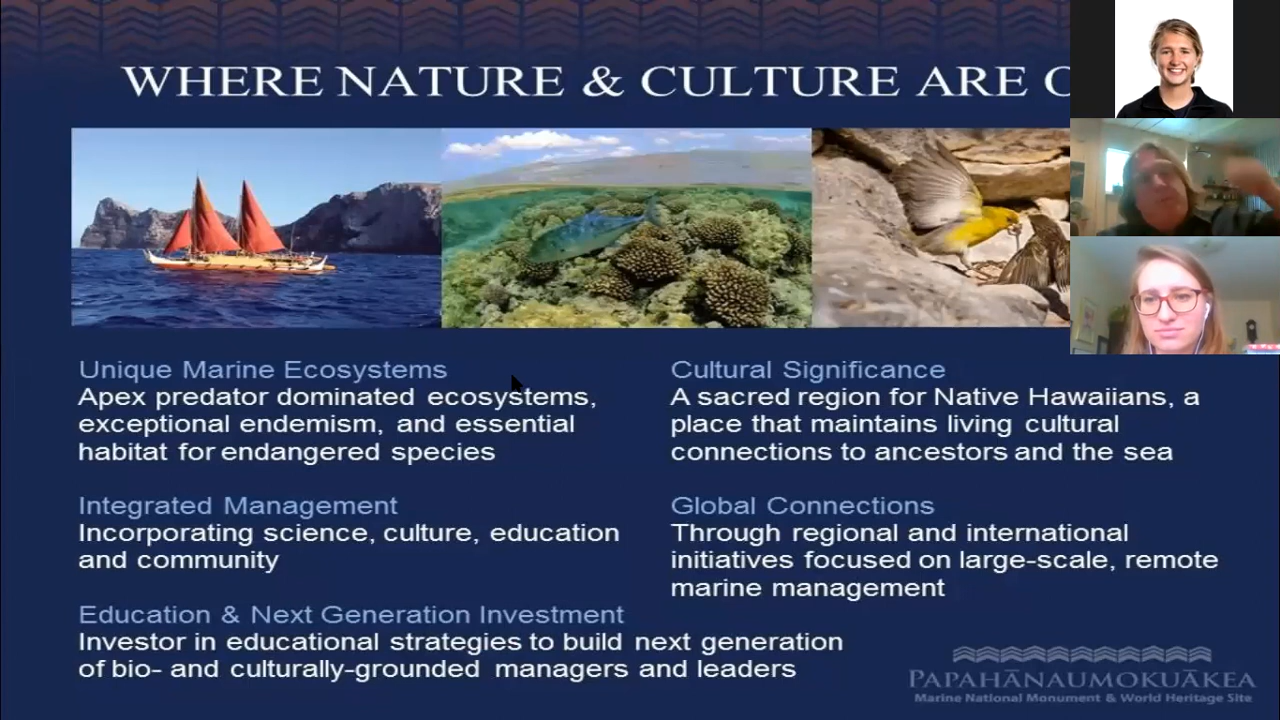 WHERE NATURE & CULTURE ARE
Unique Marine Ecosystems
Apex predator dominated ecosystems,
exceptional endemism, and essential
habitat for endangered species
Integrated Management
Incorporating science, culture, education
and community
Education & Next Generation Investment
Investor in educational strategies to build next generation
of bio- and culturally-grounded managers and leaders
Cultural Significance
A sacred region for Native Hawaiians, a
place that maintains living cultural
connections to ancestors and the sea
Global Connections
Through regional and international
initiatives focused on large-scale, remote
marine management
PAPAHĀNAUMOKUĀKEA
Marine National Monument & World Heritage Site